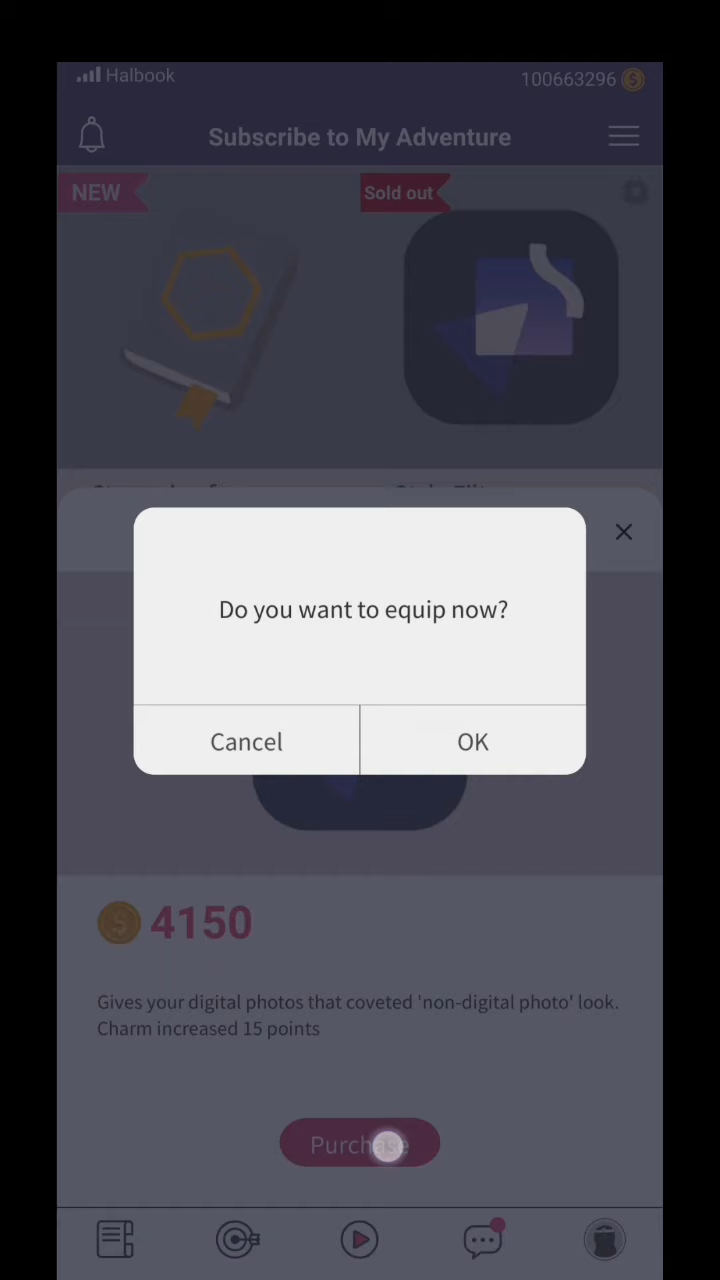 Halbook
100663296
Subscribe to My Adventure
NEW
Sold out
Do you want to equip now?
Cancel
OK
4150
Gives your digital photos that coveted 'non-digital photo' look.
Charm increased 15 points
Purchase